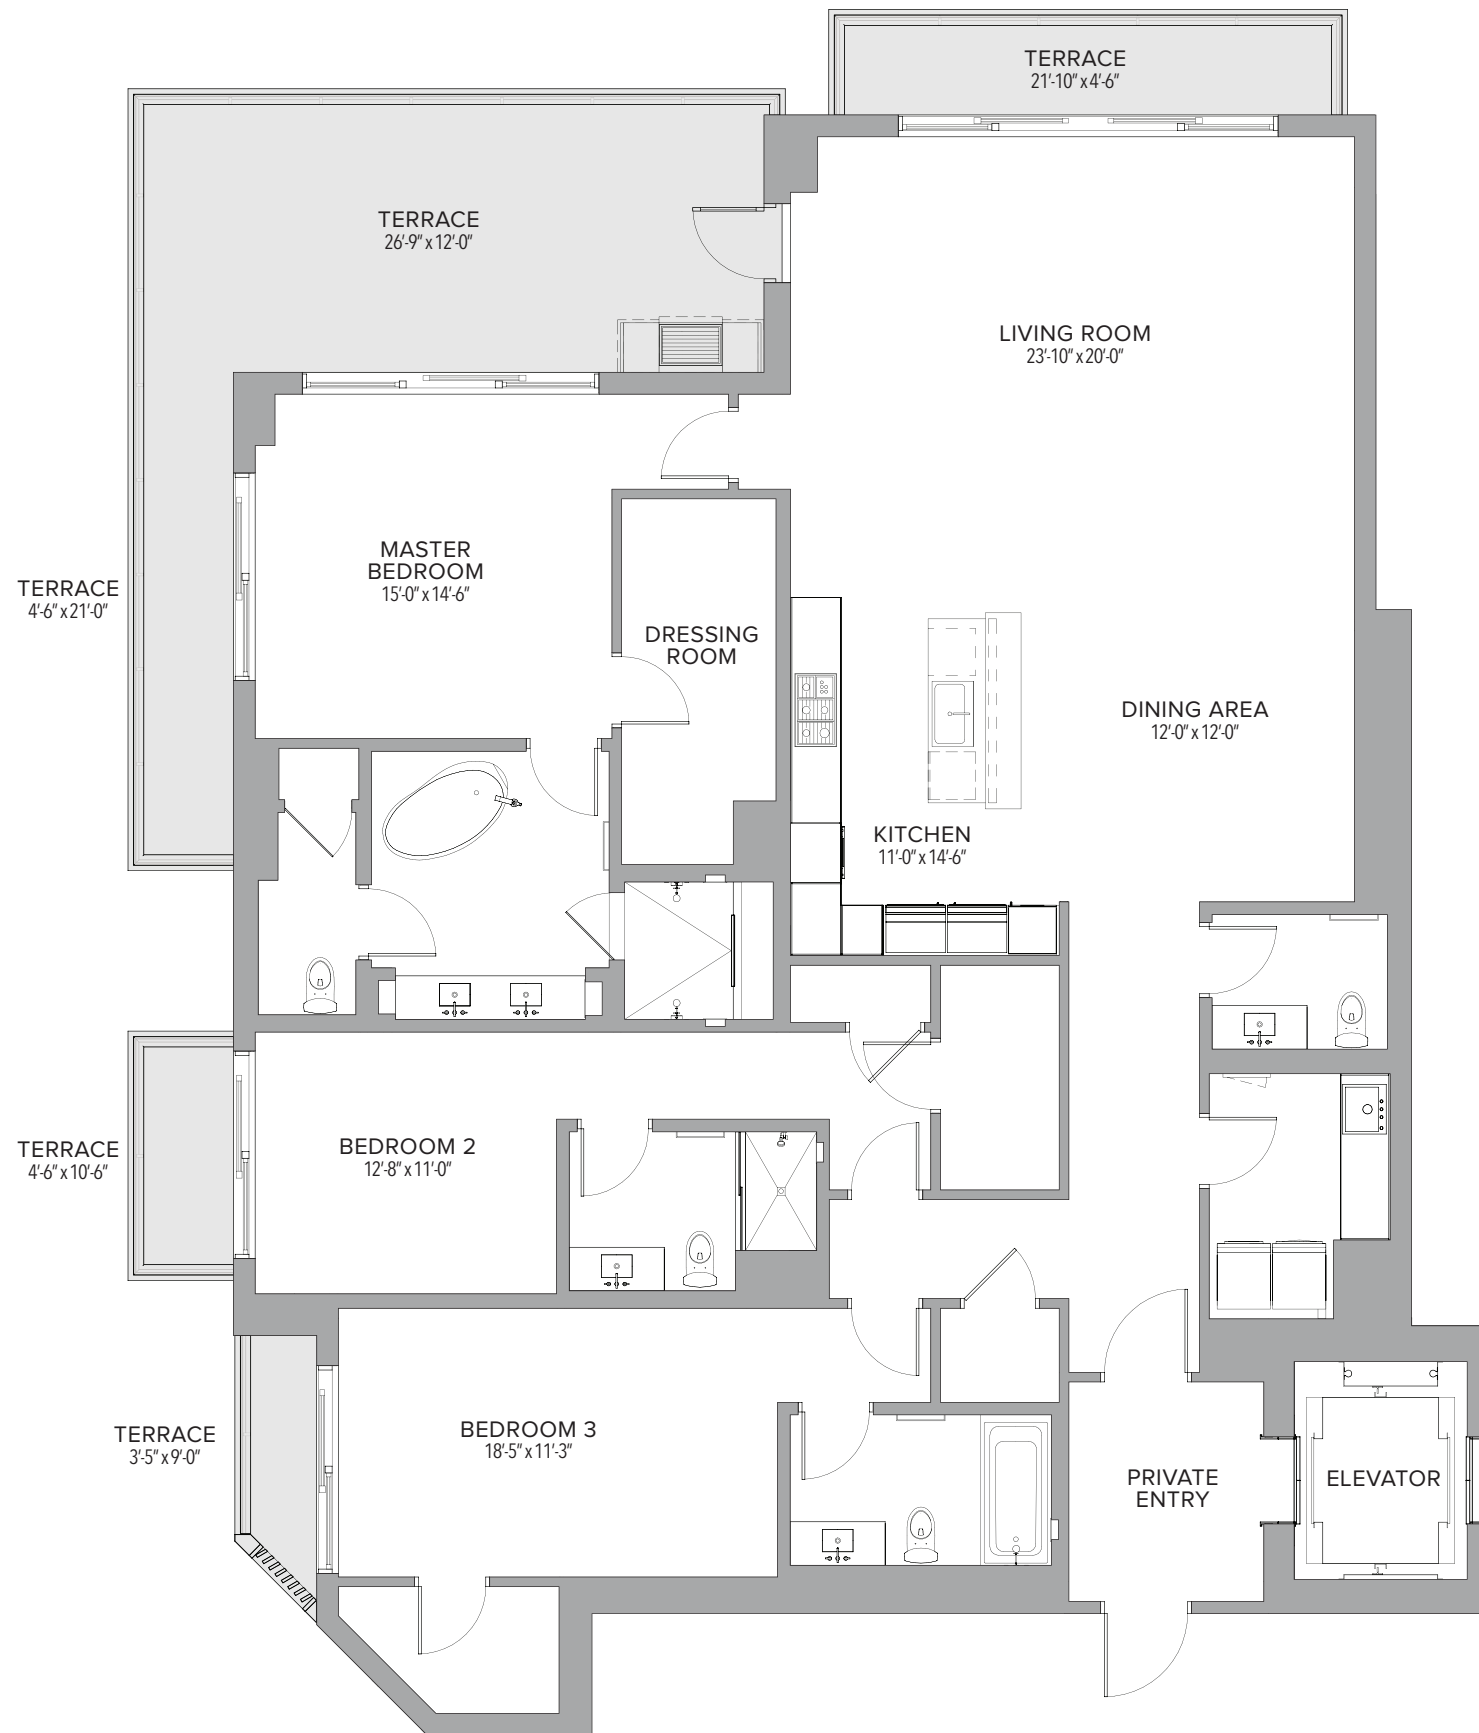 TERRACE
21'-10" x 4'-6"
TERRACE
26'-9" x 12'-0"
LIVING ROOM
23'-10" x 20'-0"
MASTER
BEDROOM
15'-0" x 14'-6"
TERRACE
4'-6" x 21'-0"
DRESSING
ROOM
DINING AREA
12'-0" x 12'-0"
KITCHEN
11'-0" x 14'-6"
TERRACE
4'-6" x 10'-6"
BEDROOM 2
12'-8" x 11'-0"
TERRACE
3'-5" x 9'-0"
BEDROOM 3
18'-5" x 11'-3"
PRIVATE
ENTRY
ELEVATOR